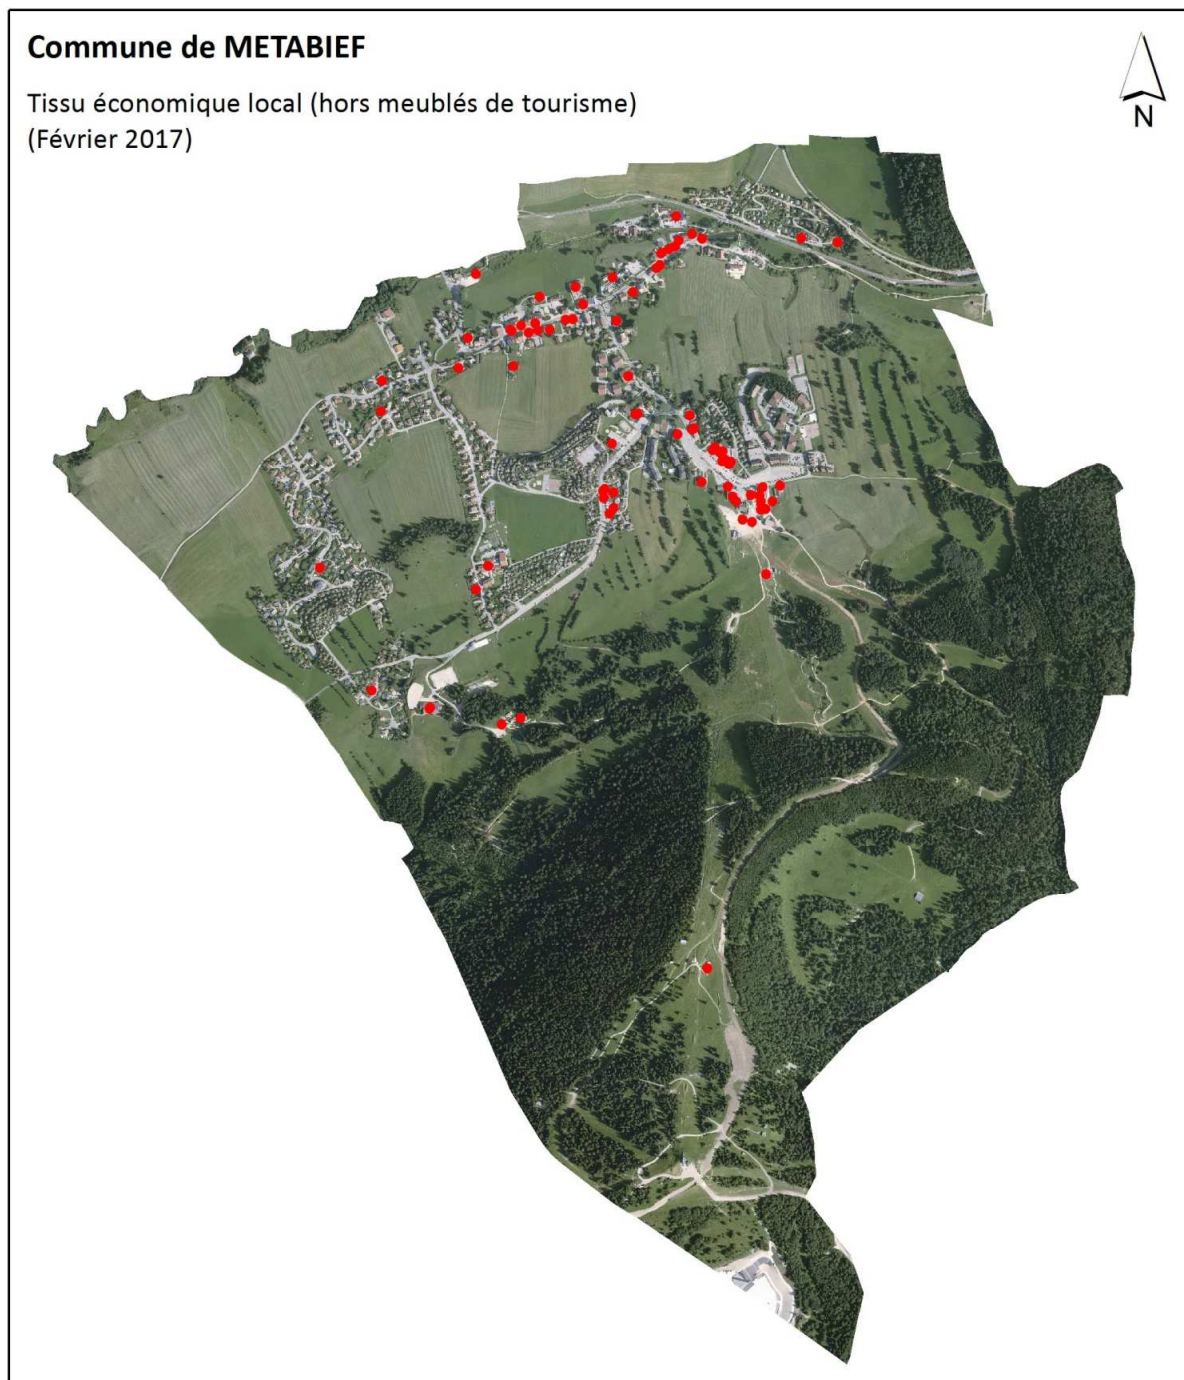 Commune de METABIEF
Tissu économique local (hors meublés de tourisme)
(Février 2017)
N